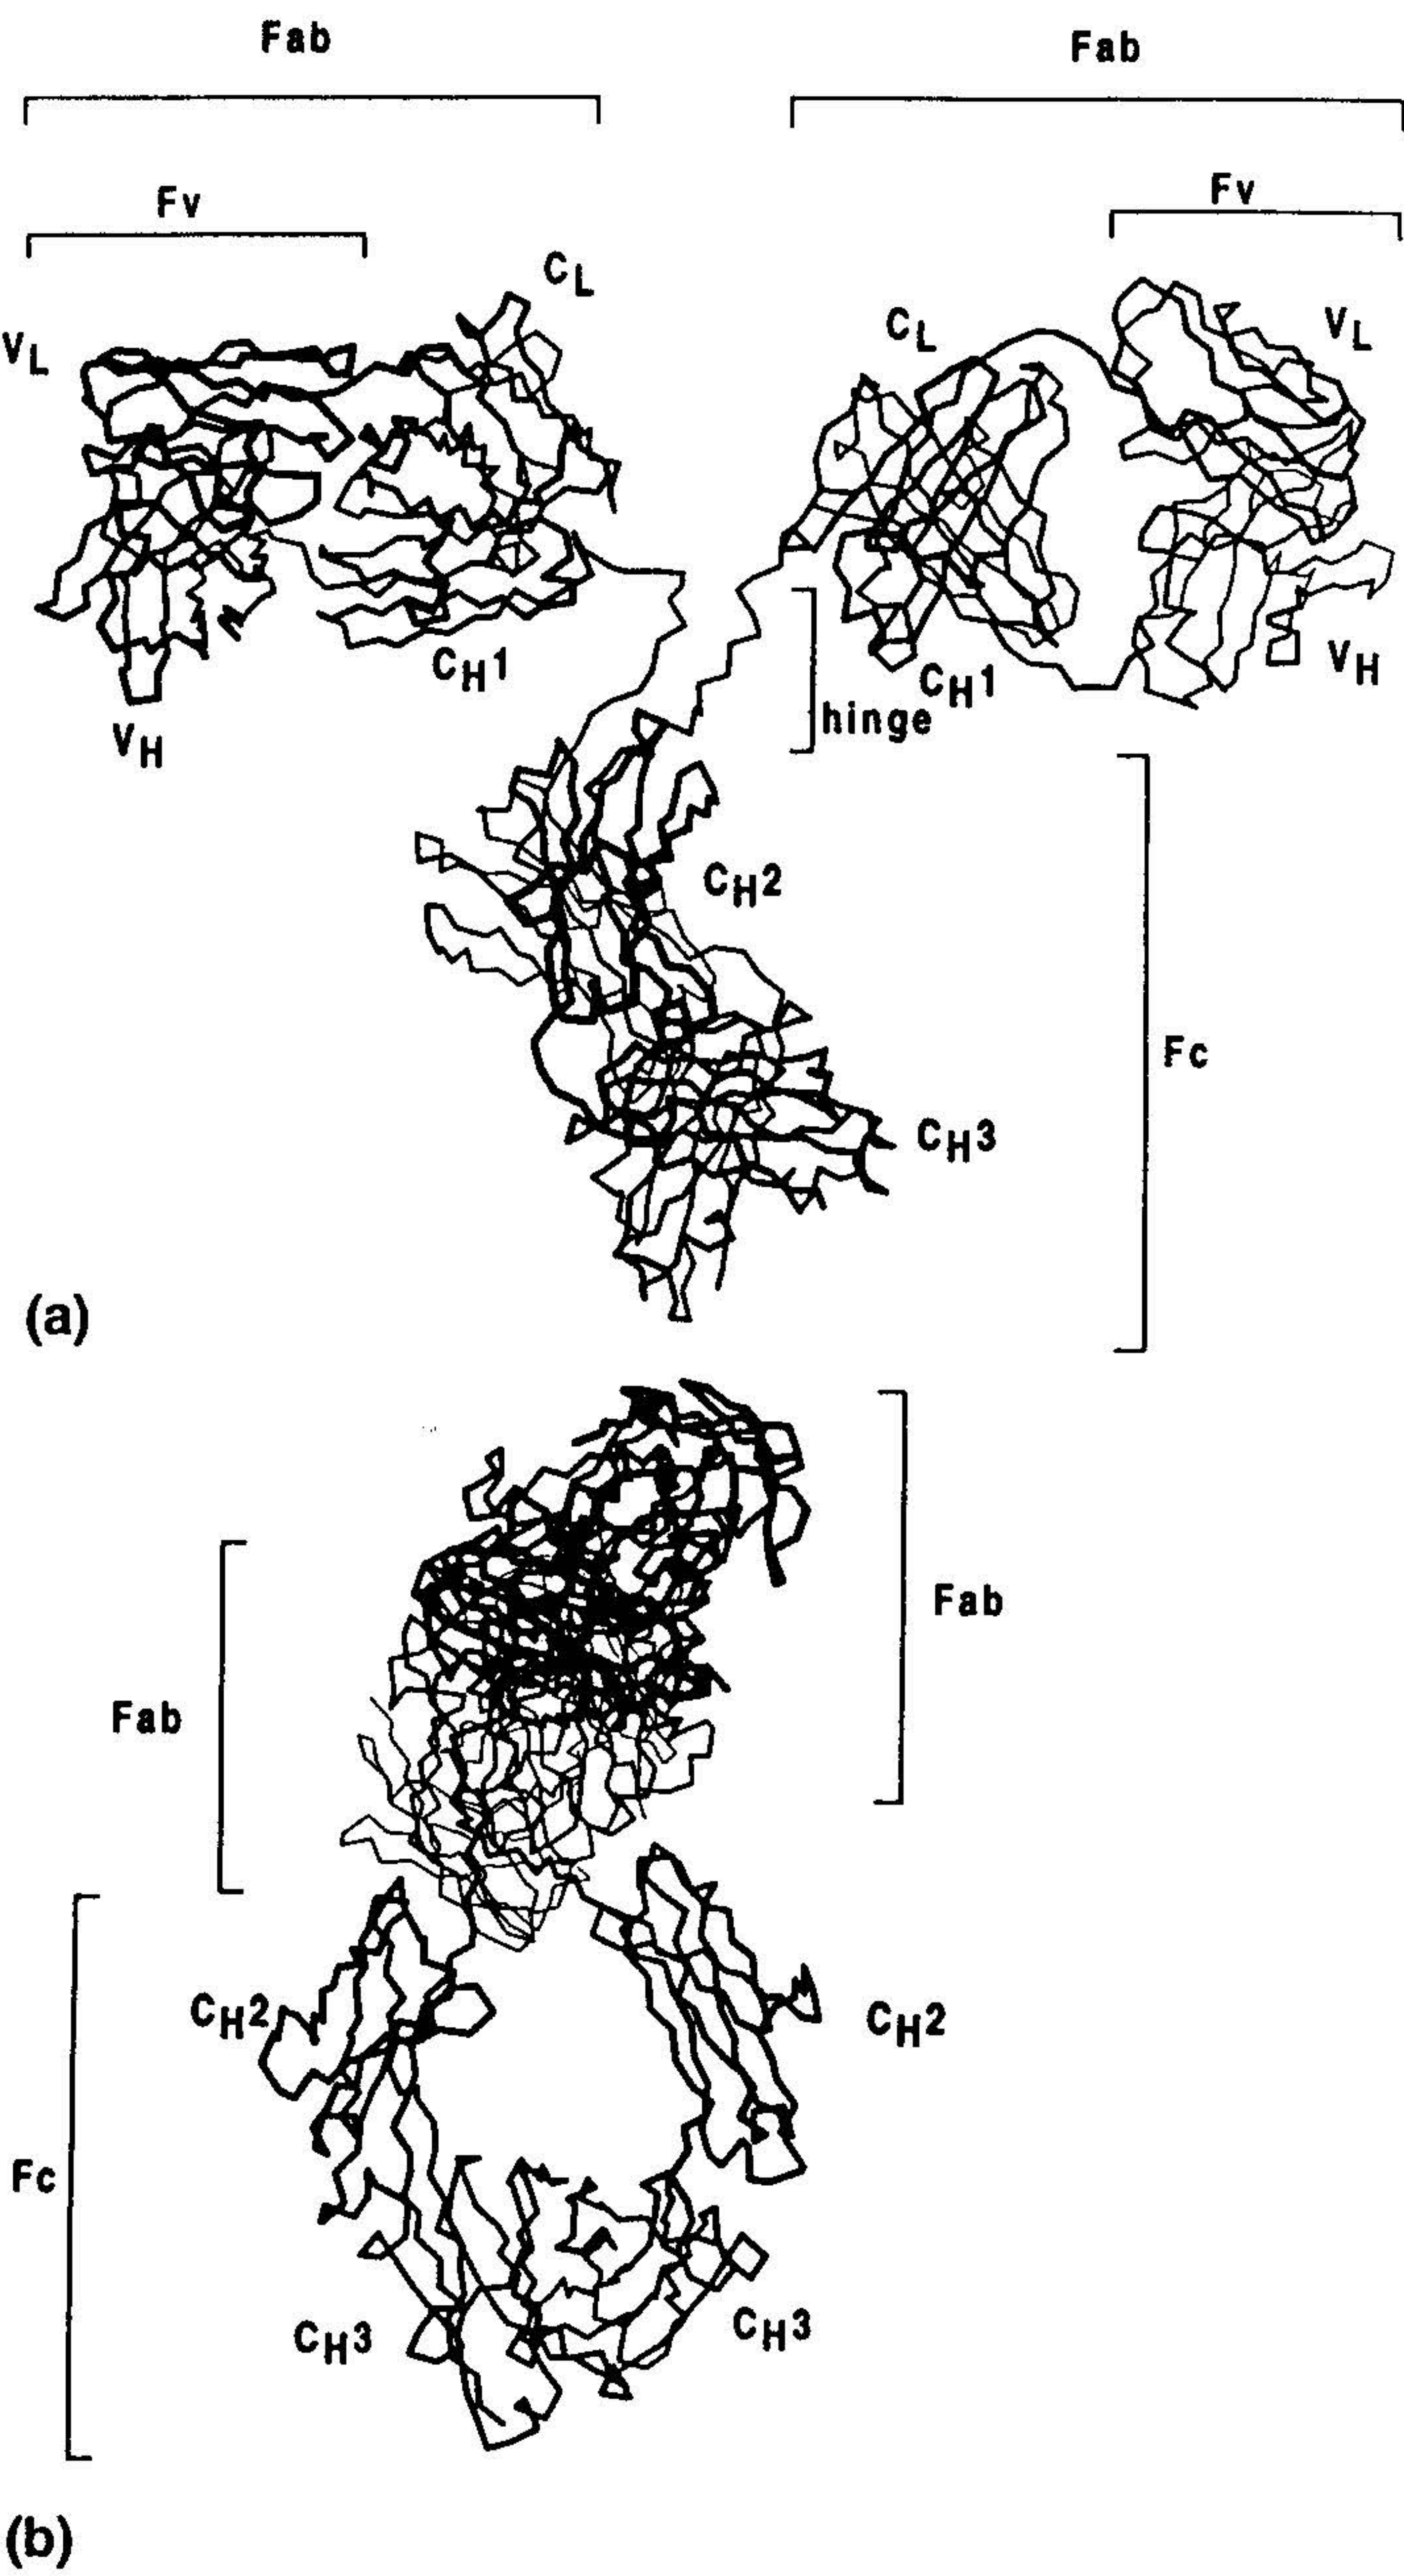 Fab Fab
Fv Fv
CL
VL CL VL
CH1 CH1 VH
VH hinge
CH2
Fc
CH3
(a)
Fab
Fab
CH2 CH2
Fc
CH3 CH3
(b)